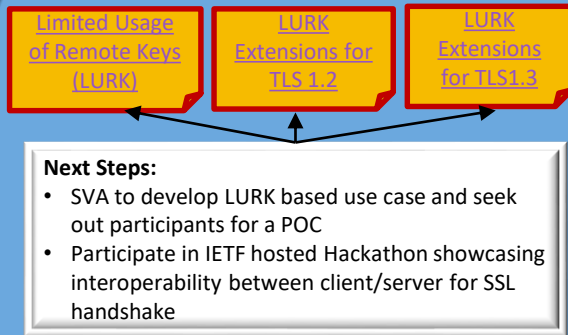 Limited Usage
of Remote Keys
(LURK)
LURK
Extensions for
TLS 1.2
LURK
Extensions
for TLS1.3
Next Steps:
• SVA to develop LURK based use case and seek
out participants for a POC
• Participate in IETF hosted Hackathon showcasing
interoperability between client/server for SSL
handshake